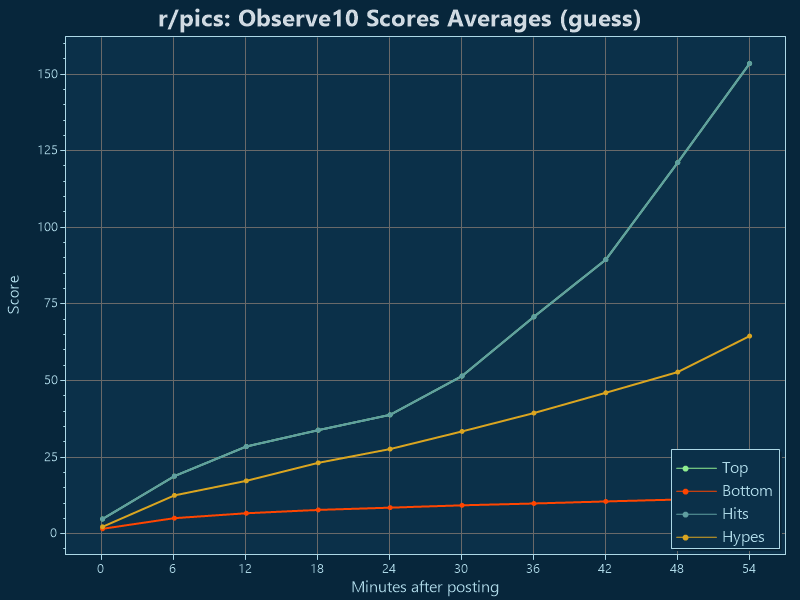 r/pics: Observe10 Scores Averages (guess)
150
125
100
75
50
25
0
Score
Top
Bottom
Hits
Hypes
0 6 12 18 24 30 36 42 48 54
Minutes after posting